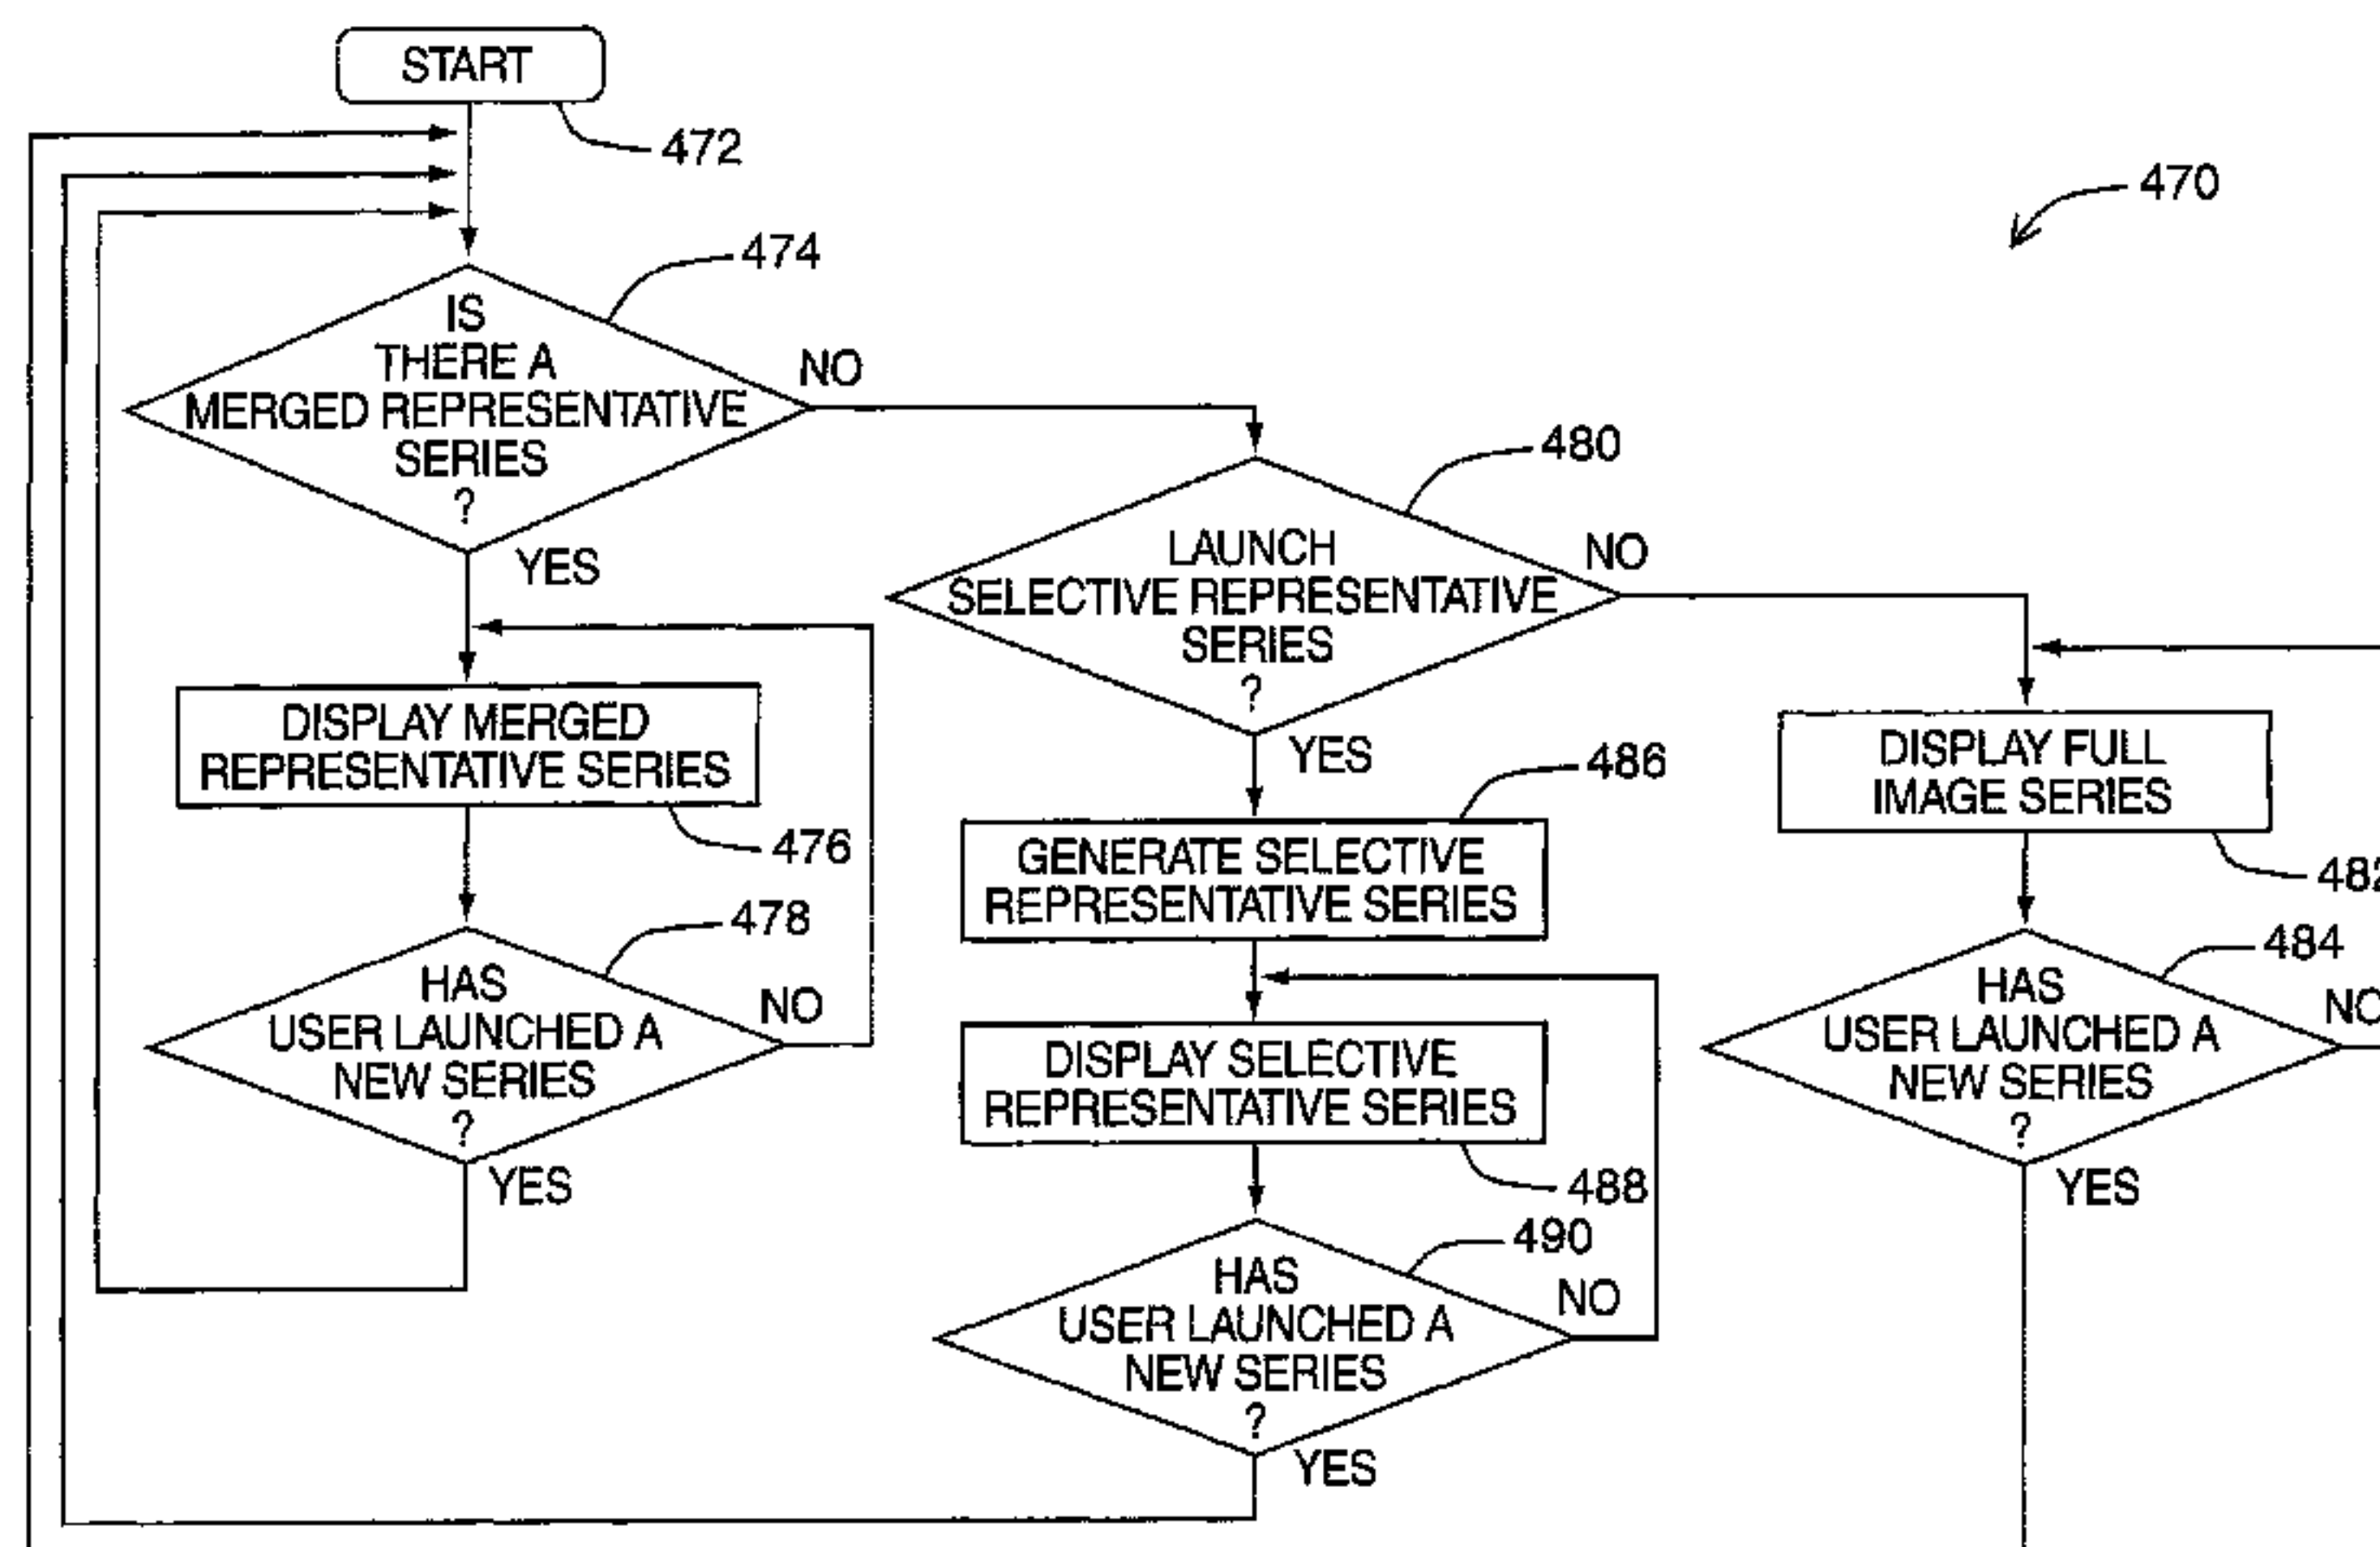 START
472
470
474
IS
THERE A
MERGED REPRESENTATIVE
SERIES
?
NO
YES
480
LAUNCH
SELECTIVE REPRESENTATIVE
SERIES
?
NO
YES
DISPLAY MERGED
REPRESENTATIVE SERIES
476
478
HAS
USER LAUNCHED A
NEW SERIES
?
NO
YES
486
GENERATE SELECTIVE
REPRESENTATIVE SERIES
DISPLAY SELECTIVE
REPRESENTATIVE SERIES
488
490
HAS
USER LAUNCHED A
NEW SERIES
?
NO
YES
DISPLAY FULL
IMAGE SERIES
482
484
HAS
USER LAUNCHED A
NEW SERIES
?
NO
YES